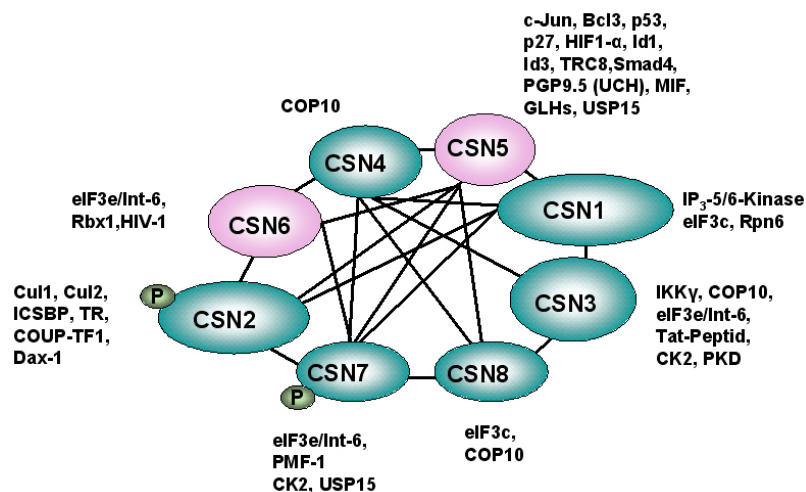 c-Jun, Bcl3, p53,
p27, HIF1-α, Id1,
Id3, TRC8,Smad4,
PGP9.5 (UCH), MIF,
GLHs, USP15
COP10
CSN5
CSN4
eIF3e/Int-6,
Rbx1,HIV-1
CSN6
CSN1
IP₃-5/6-Kinase
eIF3c, Rpn6
Cul1, Cul2,
ICSBP, TR,
COUP-TF1,
Dax-1
P
CSN2
CSN3
IKKγ, COP10,
eIF3e/Int-6,
Tat-Peptid,
CK2, PKD
CSN7
CSN8
P
eIF3e/Int-6,
PMF-1
CK2, USP15
eIF3c,
COP10